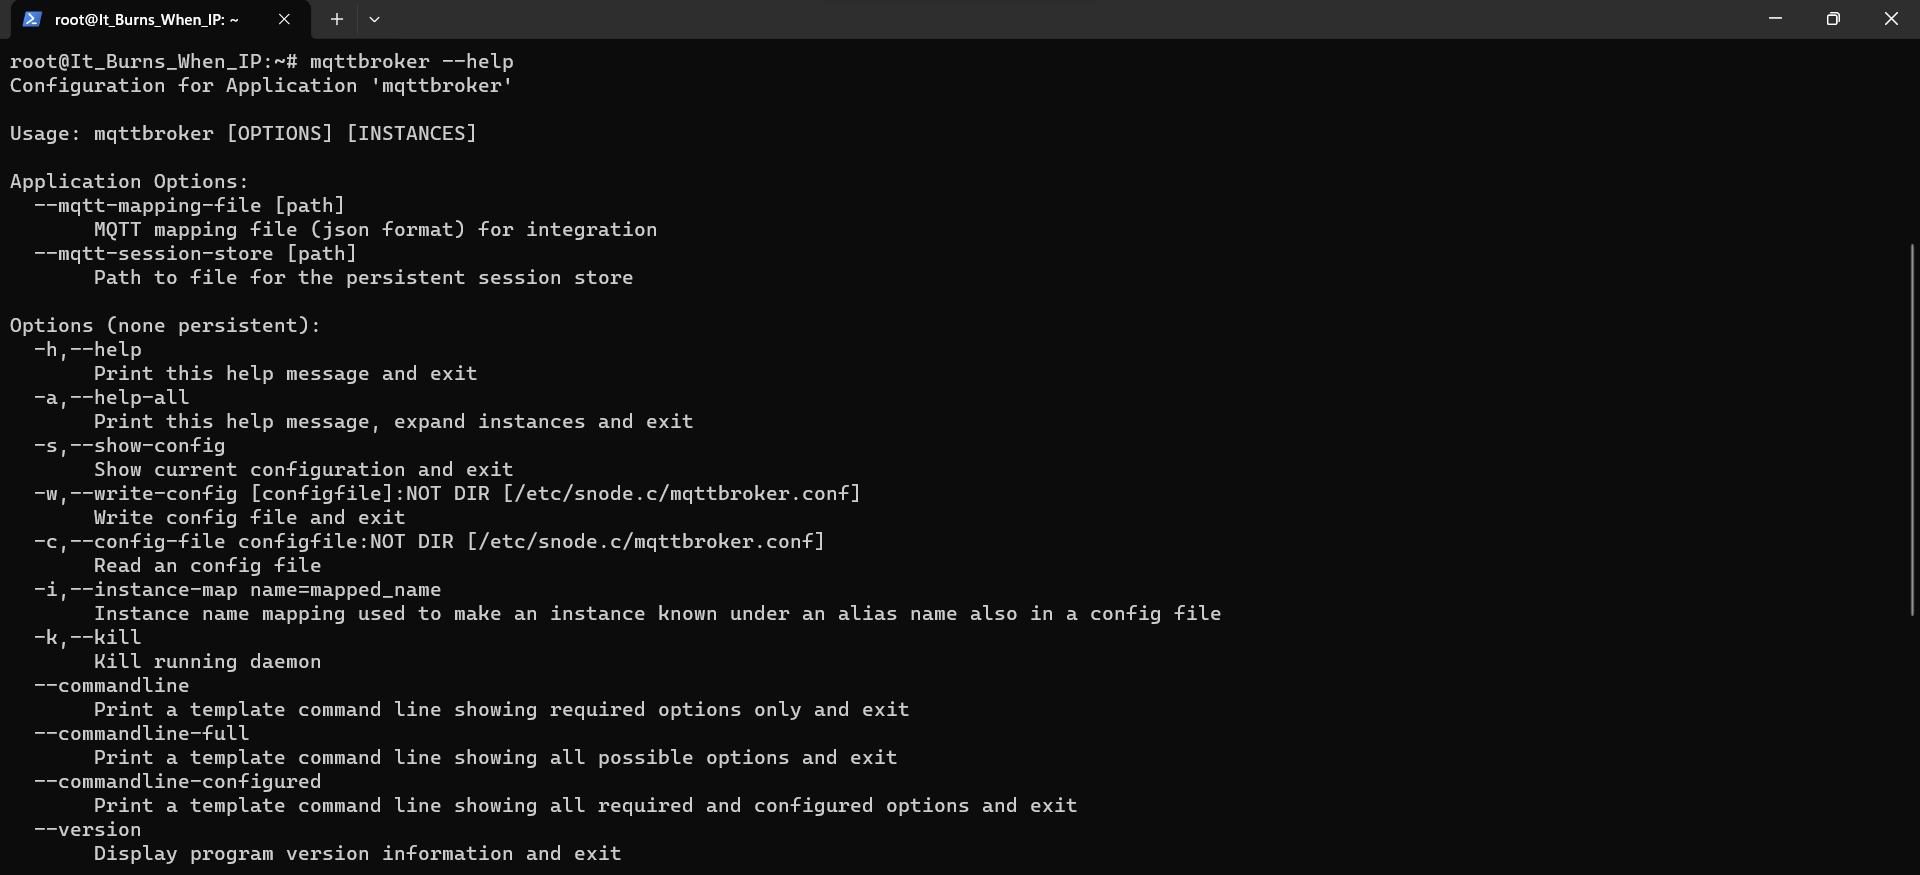 root@It_Burns_When_IP: ~
root@It_Burns_When_IP:~# mqttbroker --help
Configuration for Application 'mqttbroker'
Usage: mqttbroker [OPTIONS] [INSTANCES]
Application Options:
--mqtt-mapping-file [path]
MQTT mapping file (json format) for integration
--mqtt-session-store [path]
Path to file for the persistent session store
Options (none persistent):
-h,--help
Print this help message and exit
-a,--help-all
Print this help message, expand instances and exit
-s,--show-config
Show current configuration and exit
-w,--write-config [configfile]:NOT DIR [/etc/snode.c/mqttbroker.conf]
Write config file and exit
-c,--config-file configfile:NOT DIR [/etc/snode.c/mqttbroker.conf]
Read an config file
-i,--instance-map name=mapped_name
Instance name mapping used to make an instance known under an alias name also in a config file
-k,--kill
Kill running daemon
--commandline
Print a template command line showing required options only and exit
--commandline-full
Print a template command line showing all possible options and exit
--commandline-configured
Print a template command line showing all required and configured options and exit
--version
Display program version information and exit